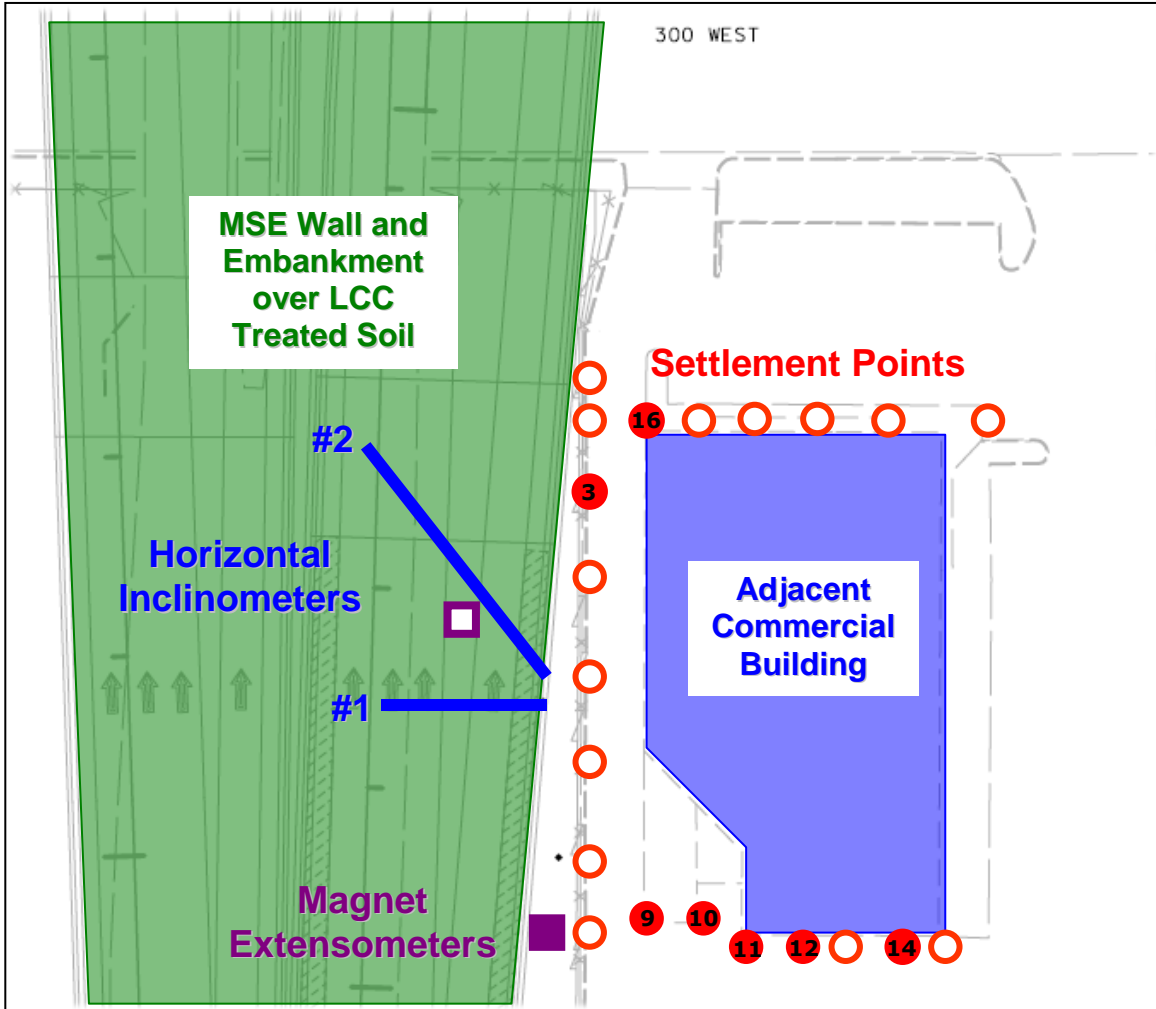 300 WEST
MSE Wall and
Embankment
over LCC
Treated Soil
Settlement Points
16
#2
3
Horizontal
Inclinometers
Adjacent
Commercial
Building
#1
Magnet
Extensometers
9
10
11
12
14